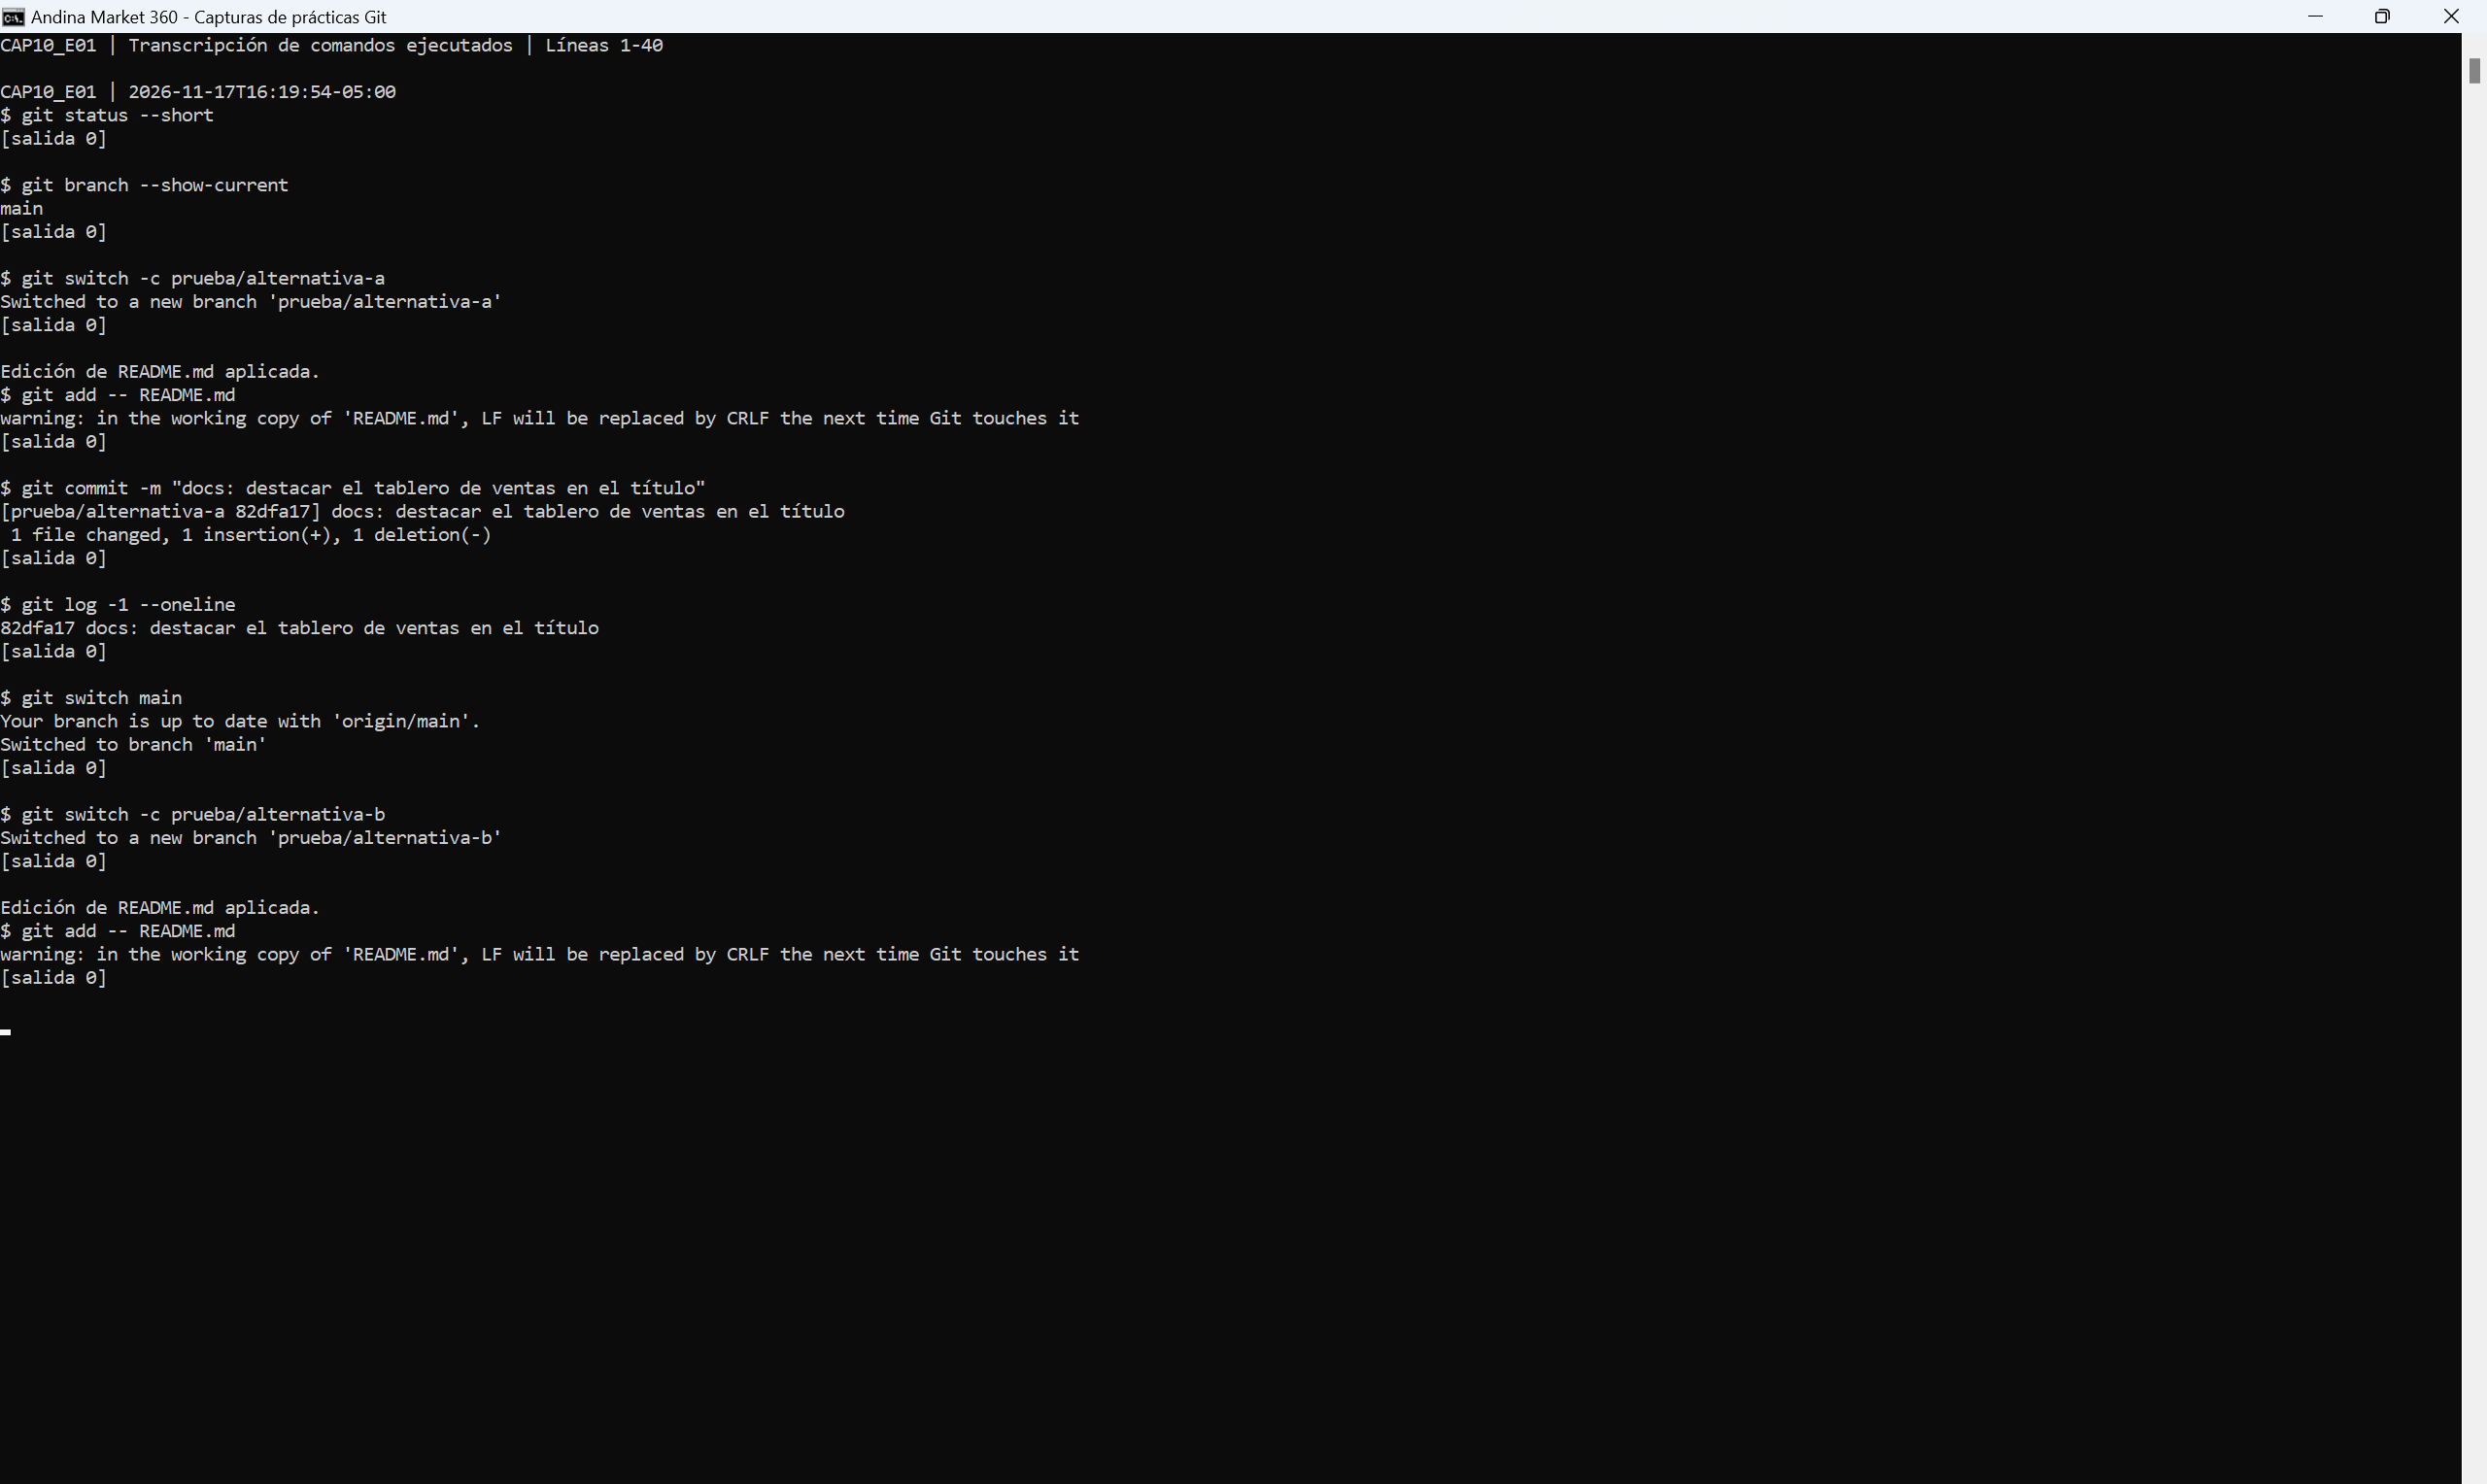 Andina Market 360 - Capturas de prácticas Git
CAP10_E01 | Transcripción de comandos ejecutados | Líneas 1-40
CAP10_E01 | 2026-11-17T16:19:54-05:00
$ git status --short
[salida 0]
$ git branch --show-current
main
[salida 0]
$ git switch -c prueba/alternativa-a
Switched to a new branch 'prueba/alternativa-a'
[salida 0]
Edición de README.md aplicada.
$ git add -- README.md
warning: in the working copy of 'README.md', LF will be replaced by CRLF the next time Git touches it
[salida 0]
$ git commit -m "docs: destacar el tablero de ventas en el título"
[prueba/alternativa-a 82dfa17] docs: destacar el tablero de ventas en el título
 1 file changed, 1 insertion(+), 1 deletion(-)
[salida 0]
$ git log -1 --oneline
82dfa17 docs: destacar el tablero de ventas en el título
[salida 0]
$ git switch main
Your branch is up to date with 'origin/main'.
Switched to branch 'main'
[salida 0]
$ git switch -c prueba/alternativa-b
Switched to a new branch 'prueba/alternativa-b'
[salida 0]
Edición de README.md aplicada.
$ git add -- README.md
warning: in the working copy of 'README.md', LF will be replaced by CRLF the next time Git touches it
[salida 0]